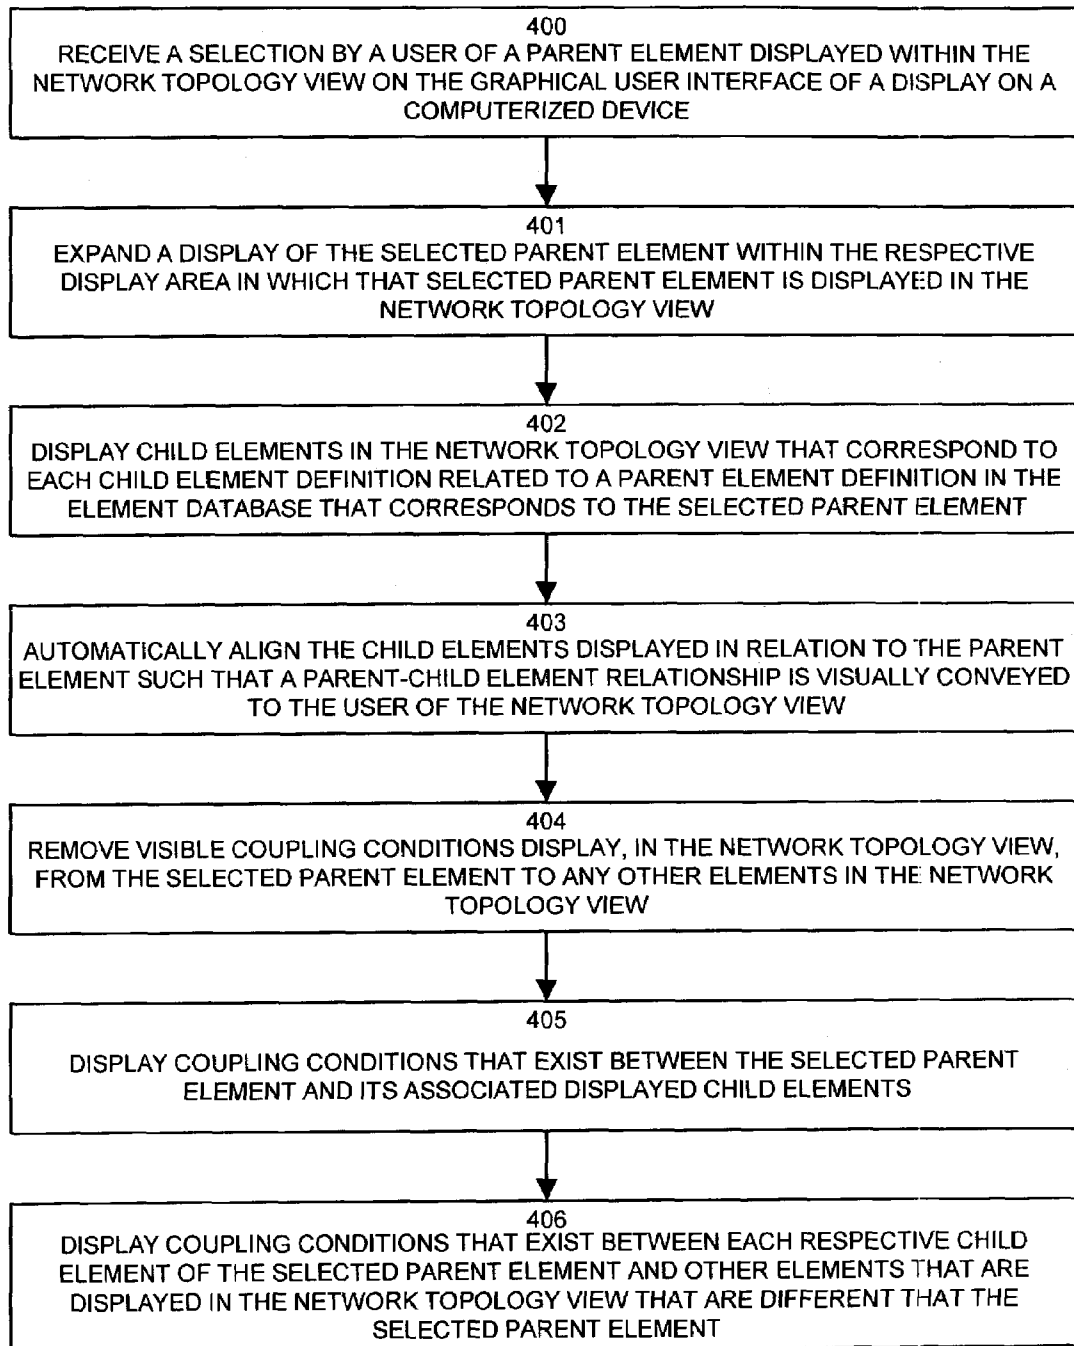 400
RECEIVE A SELECTION BY A USER OF A PARENT ELEMENT DISPLAYED WITHIN THE
NETWORK TOPOLOGY VIEW ON THE GRAPHICAL USER INTERFACE OF A DISPLAY ON A
COMPUTERIZED DEVICE
401
EXPAND A DISPLAY OF THE SELECTED PARENT ELEMENT WITHIN THE RESPECTIVE
DISPLAY AREA IN WHICH THAT SELECTED PARENT ELEMENT IS DISPLAYED IN THE
NETWORK TOPOLOGY VIEW
402
DISPLAY CHILD ELEMENTS IN THE NETWORK TOPOLOGY VIEW THAT CORRESPOND TO
EACH CHILD ELEMENT DEFINITION RELATED TO A PARENT ELEMENT DEFINITION IN THE
ELEMENT DATABASE THAT CORRESPONDS TO THE SELECTED PARENT ELEMENT
403
AUTOMATICALLY ALIGN THE CHILD ELEMENTS DISPLAYED IN RELATION TO THE PARENT
ELEMENT SUCH THAT A PARENT-CHILD ELEMENT RELATIONSHIP IS VISUALLY CONVEYED
TO THE USER OF THE NETWORK TOPOLOGY VIEW
404
REMOVE VISIBLE COUPLING CONDITIONS DISPLAY, IN THE NETWORK TOPOLOGY VIEW,
FROM THE SELECTED PARENT ELEMENT TO ANY OTHER ELEMENTS IN THE NETWORK
TOPOLOGY VIEW
405
DISPLAY COUPLING CONDITIONS THAT EXIST BETWEEN THE SELECTED PARENT
ELEMENT AND ITS ASSOCIATED DISPLAYED CHILD ELEMENTS
406
DISPLAY COUPLING CONDITIONS THAT EXIST BETWEEN EACH RESPECTIVE CHILD
ELEMENT OF THE SELECTED PARENT ELEMENT AND OTHER ELEMENTS THAT ARE
DISPLAYED IN THE NETWORK TOPOLOGY VIEW THAT ARE DIFFERENT THAT THE
SELECTED PARENT ELEMENT